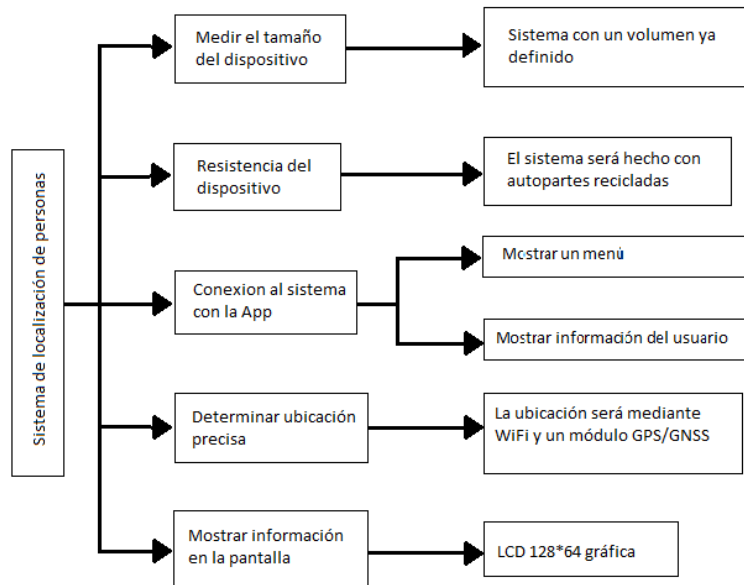 Sistema de localización de personas
Medir el tamaño
del dispositivo
Sistema con un volumen ya
definido
Resistencia del
dispositivo
El sistema será hecho con
autopartes recicladas
Conexion al sistema
con la App
Mostrar un menú
Mostrar información del usuario
Determinar ubicación
precisa
La ubicación será mediante
WiFi y un módulo GPS/GNSS
Mostrar información
en la pantalla
LCD 128*64 gráfica